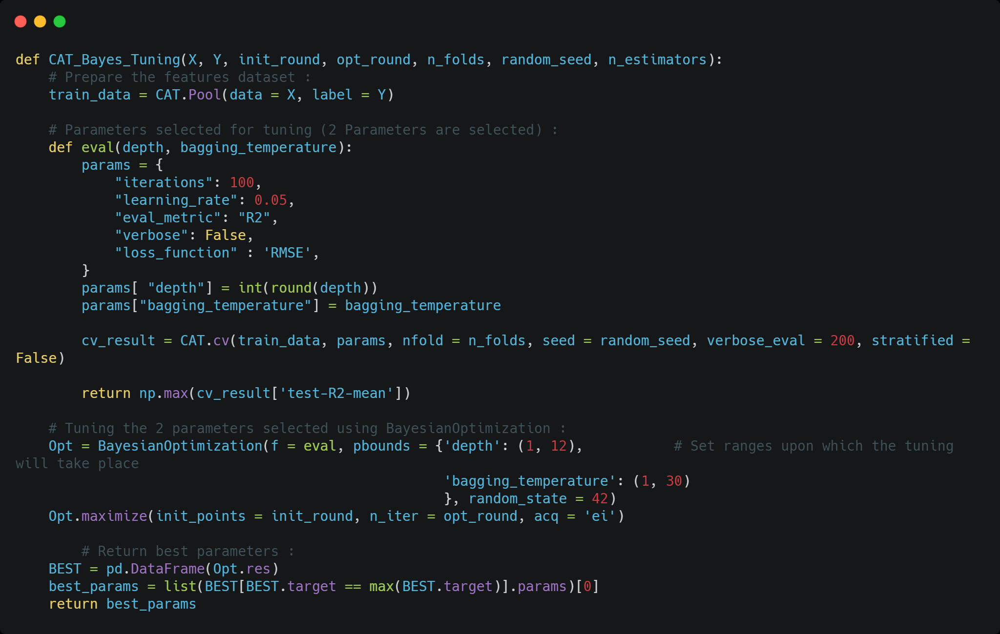 def CAT_Bayes_Tuning(X, Y, init_round, opt_round, n_folds, random_seed, n_estimators):
    # Prepare the features dataset :
    train_data = CAT.Pool(data = X, label = Y)

    # Parameters selected for tuning (2 Parameters are selected) :
    def eval(depth, bagging_temperature):
        params = {
            "iterations": 100,
            "learning_rate": 0.05,
            "eval_metric": "R2",
            "verbose": False,
            "loss_function" : 'RMSE',
        }
        params[ "depth"] = int(round(depth))
        params["bagging_temperature"] = bagging_temperature

        cv_result = CAT.cv(train_data, params, nfold = n_folds, seed = random_seed, verbose_eval = 200, stratified =
False)

        return np.max(cv_result['test-R2-mean'])

    # Tuning the 2 parameters selected using BayesianOptimization :
    Opt = BayesianOptimization(f = eval, pbounds = {'depth': (1, 12),           # Set ranges upon which the tuning
will take place
                                                    'bagging_temperature': (1, 30)
                                                    }, random_state = 42)
    Opt.maximize(init_points = init_round, n_iter = opt_round, acq = 'ei')

        # Return best parameters :
    BEST = pd.DataFrame(Opt.res)
    best_params = list(BEST[BEST.target == max(BEST.target)].params)[0]
    return best_params